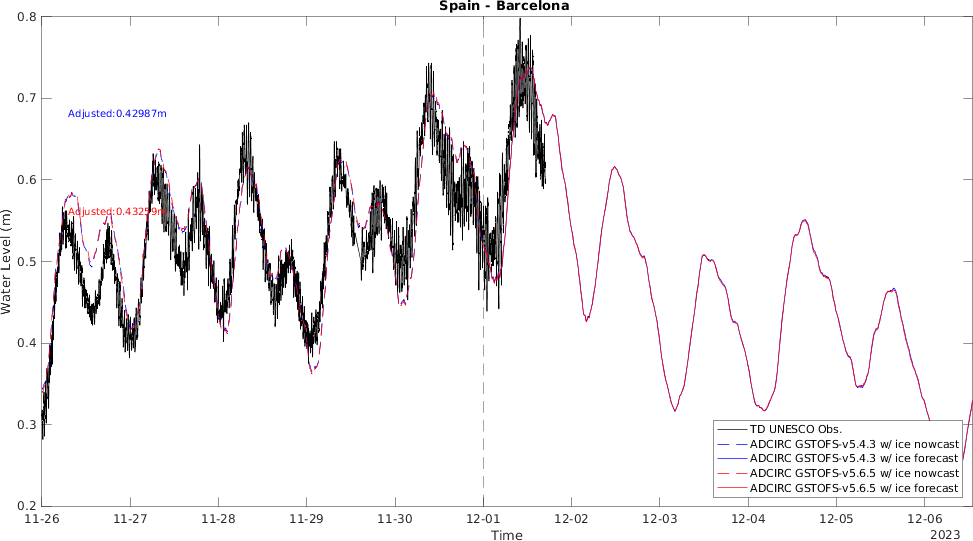 Spain - Barcelona
0.8
0.7
0.6
0.5
0.4
0.3
0.2
Water Level (m)
Adjusted:0.42987m
Adjusted:0.43259m
TD UNESCO Obs.
ADCIRC GSTOFS-v5.4.3 w/ ice nowcast
ADCIRC GSTOFS-v5.4.3 w/ ice forecast
ADCIRC GSTOFS-v5.6.5 w/ ice nowcast
ADCIRC GSTOFS-v5.6.5 w/ ice forecast
11-26 11-27 11-28 11-29 11-30 12-01 12-02 12-03 12-04 12-05 12-06
Time
2023